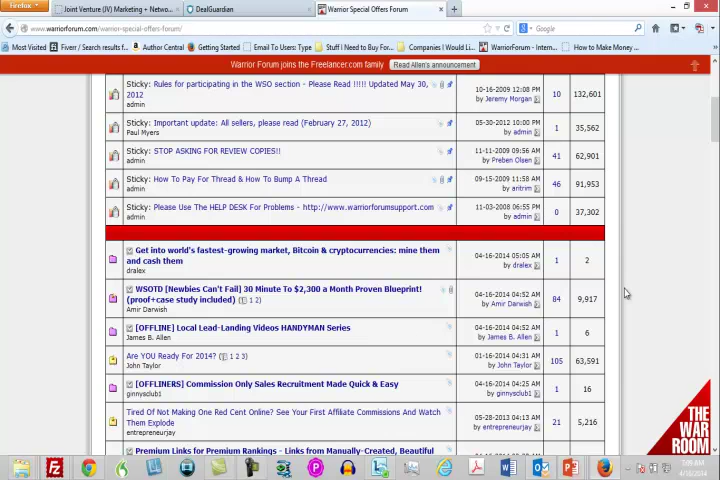 Firefox
Joint Venture (JV) Marketing + Netwo...
DealGuardian
Warrior Special Offers Forum
www.warriorforum.com/warrior-special-offers-forum/
Google
Most Visited
Fiverr / Search results f...
Author Central
Getting Started
Email To Users: Type
Stuff I Need to Buy For...
Companies I Would Li...
WarriorForum - Intern...
How to Make Money ...
Warrior Forum joins the Freelancer.com family
Read Allen's announcement
Sticky: Rules for participating in the WSO section - Please Read !!!!! Updated May 30,
2012
admin
10-16-2009 12:08 PM
by Jeremy Morgan
10
132,601
Sticky: Important update: All sellers, please read (February 27, 2012)
Paul Myers
05-30-2012 10:00 PM
by admin
1
35,562
Sticky: STOP ASKING FOR REVIEW COPIES!!
admin
11-11-2009 09:56 AM
by Preben Olsen
41
62,901
Sticky: How To Pay For Thread & How To Bump A Thread
admin
09-15-2009 11:58 AM
by aritrim
46
91,953
Sticky: Please Use The HELP DESK For Problems - http://www.warriorforumsupport.com
admin
11-03-2008 06:55 PM
by admin
0
37,302
Get into world's fastest-growing market, Bitcoin & cryptocurrencies: mine them
and cash them
dralex
04-16-2014 05:05 AM
by dralex
1
2
WSOTD [Newbies Can't Fail] 30 Minute To $2,300 a Month Proven Blueprint!
(proof+case study included) ( 1 2)
Amir Darwish
04-16-2014 04:52 AM
by Amir Darwish
84
9,917
[OFFLINE] Local Lead-Landing Videos HANDYMAN Series
James B. Allen
04-16-2014 04:52 AM
by James B. Allen
1
6
Are YOU Ready For 2014? ( 1 2 3)
John Taylor
01-16-2014 04:31 AM
by John Taylor
105
63,591
[OFFLINERS] Commission Only Sales Recruitment Made Quick & Easy
ginnysclub1
04-16-2014 04:25 AM
by ginnysclub1
1
16
Tired Of Not Making One Red Cent Online? See Your First Affiliate Commissions And Watch
Them Explode
entrepreneurjay
05-28-2013 04:13 AM
by entrepreneurjay
21
5,216
Premium Links for Premium Rankings - Links from Manually-Created, Beautiful
THE
WAR
ROOM
4/16/2014